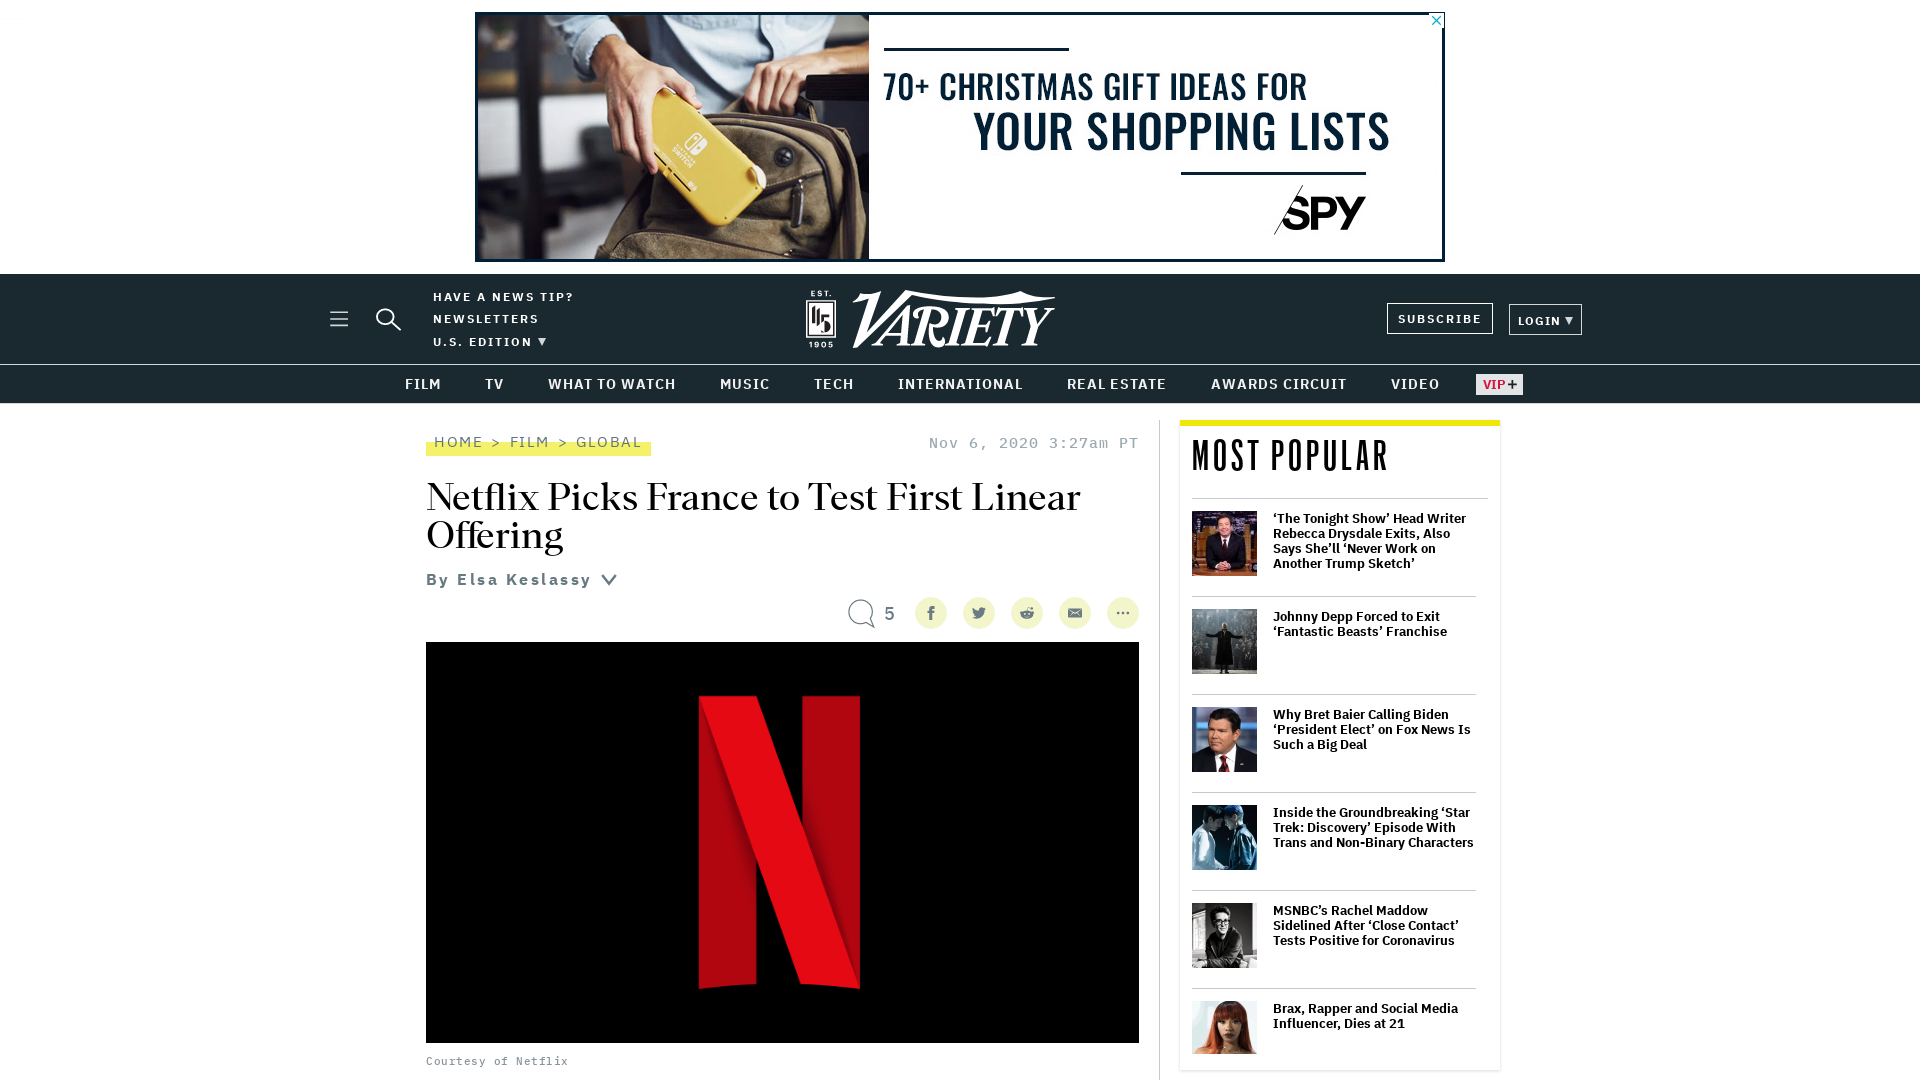 70+ CHRISTMAS GIFT IDEAS FOR
YOUR SHOPPING LISTS
SPY
NINTENDO
SWITCH
HAVE A NEWS TIP?
NEWSLETTERS
U.S. EDITION ▼
EST.
115
1905
VARIETY
SUBSCRIBE
LOGIN ▼
FILM TV WHAT TO WATCH MUSIC TECH INTERNATIONAL REAL ESTATE AWARDS CIRCUIT VIDEO VIP+
HOME > FILM > GLOBAL
Nov 6, 2020 3:27am PT
Netflix Picks France to Test First Linear
Offering
By Elsa Keslassy
5
N
Courtesy of Netflix
MOST POPULAR
‘The Tonight Show’ Head Writer
Rebecca Drysdale Exits, Also
Says She’ll ‘Never Work on
Another Trump Sketch’
Johnny Depp Forced to Exit
‘Fantastic Beasts’ Franchise
Why Bret Baier Calling Biden
‘President Elect’ on Fox News Is
Such a Big Deal
Inside the Groundbreaking ‘Star
Trek: Discovery’ Episode With
Trans and Non-Binary Characters
MSNBC’s Rachel Maddow
Sidelined After ‘Close Contact’
Tests Positive for Coronavirus
Brax, Rapper and Social Media
Influencer, Dies at 21